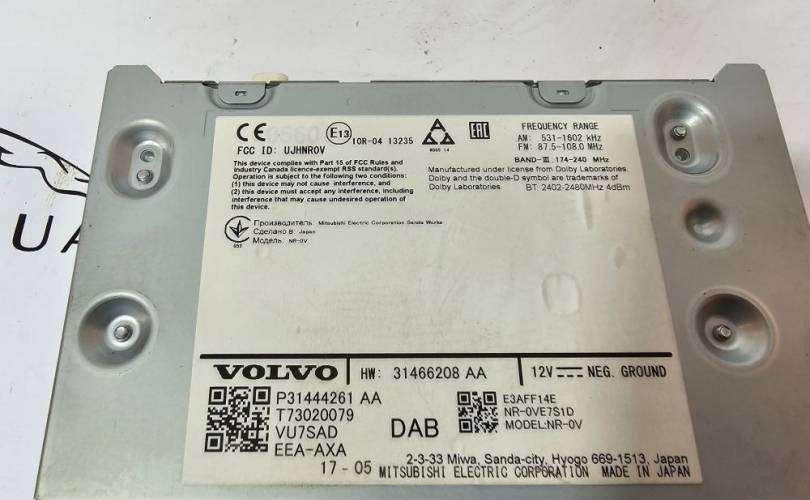 CE 0560 E13 10R-04 13235
FCC ID: UJHNROV
This device complies with Part 15 of FCC Rules and
Industry Canada licence-exempt RSS standard(s).
Operation is subject to the following two conditions:
(1) this device may not cause interference, and
(2) this device must accept any interference, including
interference that may cause undesired operation of
this device.
EAC
FREQUENCY RANGE
AM: 531-1602 kHz
FM: 87.5-108.0 MHz
BAND-III: 174-240 MHz
Manufactured under license from Dolby Laboratories.
Dolby and the double-D symbol are trademarks of
Dolby Laboratories.
BT: 2402-2480MHz 4dBm
Производитель: Mitsubishi Electric Corporation Sanda Works
Сделано в: Japan
Модель: NR-0V
VOLVO
HW: 31466208 AA
12V NEG. GROUND
P31444261 AA
T73020079
VU7SAD
EEA-AXA
17-05
DAB
E3AFF14E
NR-0VE7S1D
MODEL:NR-0V
2-3-33 Miwa, Sanda-city, Hyogo 669-1513, Japan
MITSUBISHI ELECTRIC CORPORATION MADE IN JAPAN
UA